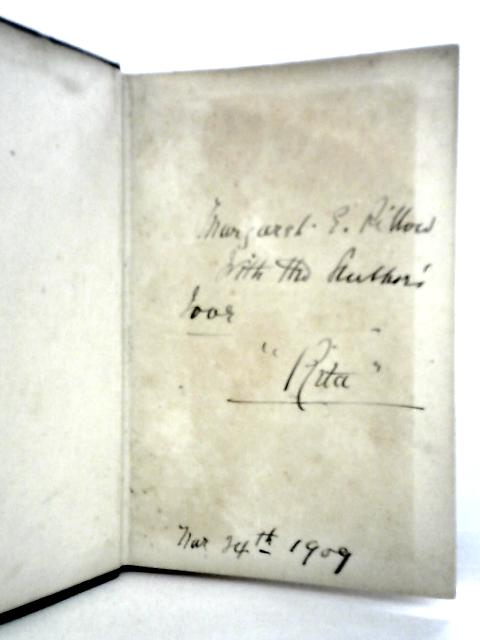 Margaret E. Pillow
With the Author's
love
"Rita"
Mar 24th 1909